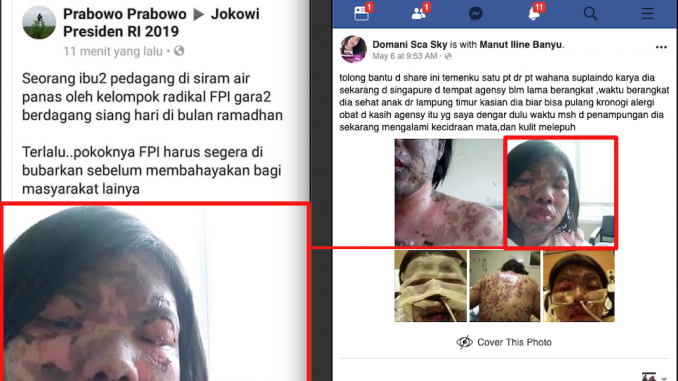 Prabowo Prabowo ▶ Jokowi
Presiden RI 2019
11 menit yang lalu •
Seorang ibu2 pedagang di siram air
panas oleh kelompok radikal FPI gara2
berdagang siang hari di bulan ramadhan
Terlalu..pokoknya FPI harus segera di
bubarkan sebelum membahayakan bagi
masyarakat lainya
1
1
11
Domani Sca Sky is with Manut Iline Banyu.
May 6 at 9:53 AM •
tolong bantu d share ini temenku satu pt dr pt wahana suplaindo karya dia
sekarang d singapure d tempat agensy blm lama berangkat ,waktu berangkat
dia sehat anak dr lampung timur kasian dia biar bisa pulang kronogi alergi
obat d kasih agensy itu yg saya dengar dulu waktu msh d penampungan dia
sekarang mengalami kecidraan mata,dan kulit melepuh
Cover This Photo